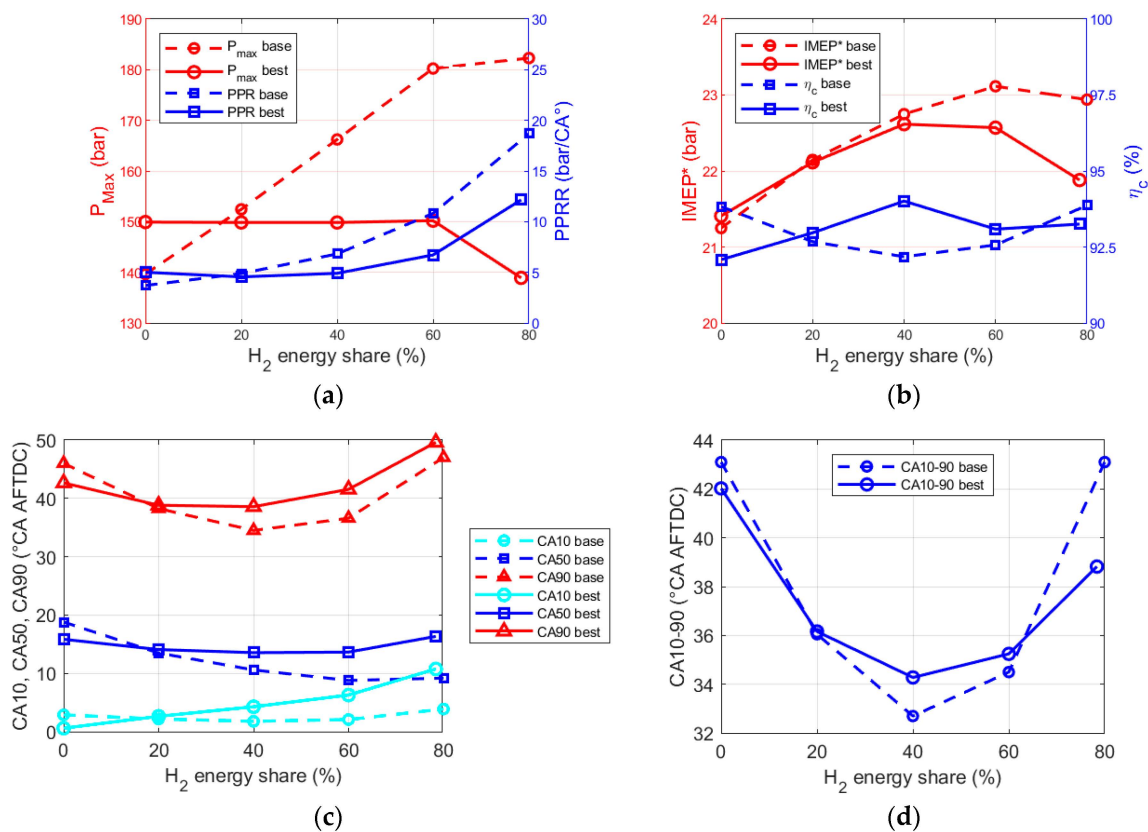 190
180
170
160
150
140
130
P_Max (bar)
P_max base
P_max best
PPR base
PPR best
30
25
20
15
10
5
0
PPRR (bar/CA°)
0 20 40 60 80
H₂ energy share (%)
(a)
24
23
22
21
20
IMEP* (bar)
IMEP* base
IMEP* best
η_c base
η_c best
100
97.5
95
92.5
90
η_c (%)
0 20 40 60 80
H₂ energy share (%)
(b)
50
40
30
20
10
0
CA10, CA50, CA90 (°CA AFTDC)
0 20 40 60 80
H₂ energy share (%)
CA10 base
CA50 base
CA90 base
CA10 best
CA50 best
CA90 best
(c)
44
42
40
38
36
34
32
CA10-90 (°CA AFTDC)
CA10-90 base
CA10-90 best
0 20 40 60 80
H₂ energy share (%)
(d)